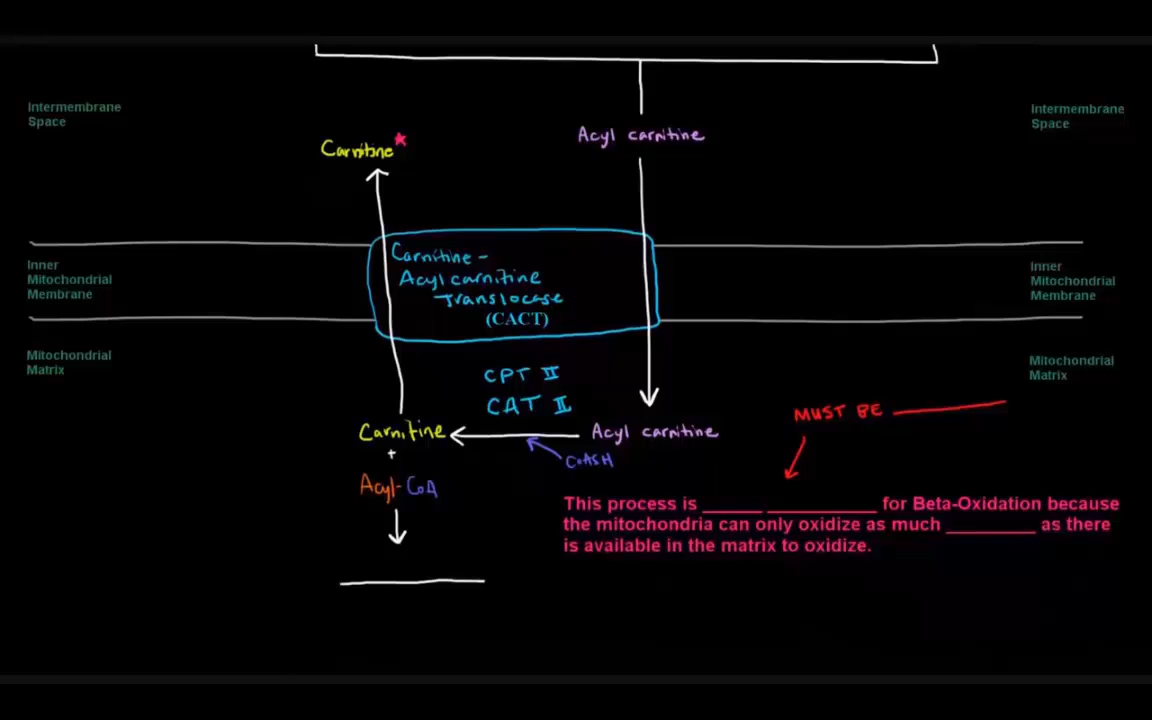 Intermembrane
Space
Intermembrane
Space
Acyl carnitine
Carnitine*
Carnitine -
Acyl carnitine
Translocase
(CACT)
Inner
Mitochondrial
Membrane
Inner
Mitochondrial
Membrane
Mitochondrial
Matrix
Mitochondrial
Matrix
CPT II
CAT II
MUST BE ________
Carnitine
Acyl carnitine
+
COASH
Acyl-CoA
This process is ______ ___________ for Beta-Oxidation because
the mitochondria can only oxidize as much _________ as there
is available in the matrix to oxidize.